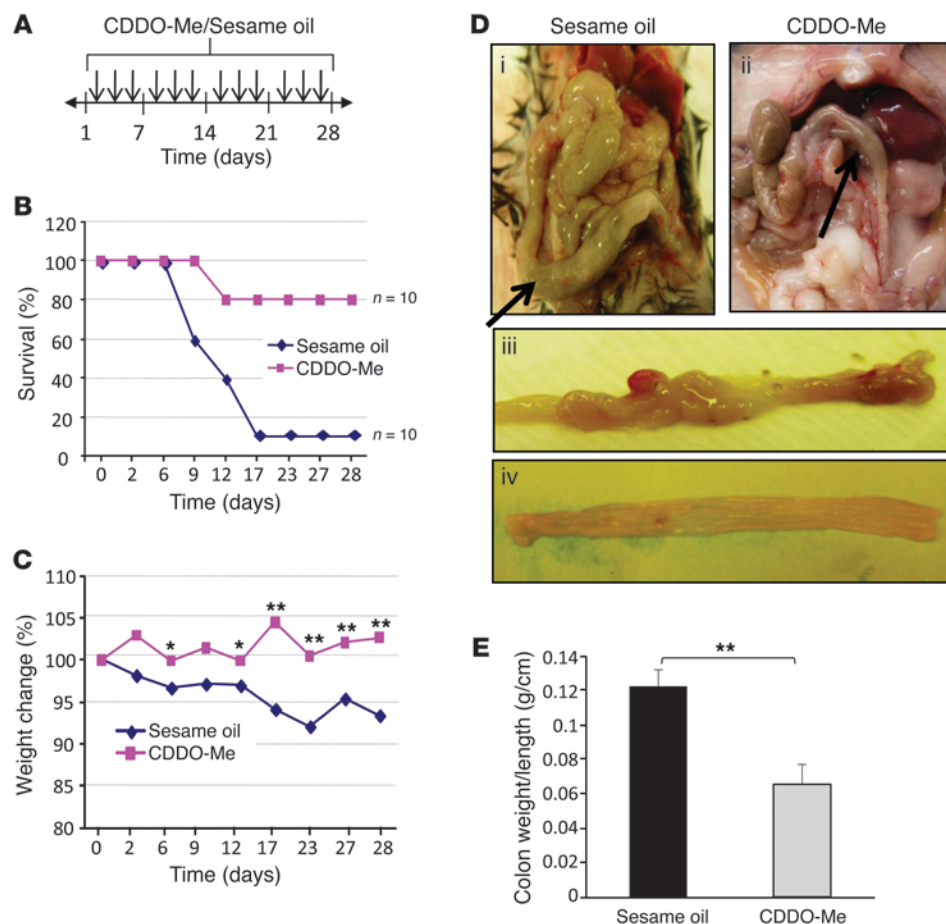 A
CDDO-Me/Sesame oil
1 7 14 21 28
Time (days)
B
120
100
80
60
40
20
0
Survival (%)
n = 10
Sesame oil
CDDO-Me
n = 10
0 2 6 9 12 17 23 27 28
Time (days)
C
110
105
100
95
90
85
80
Weight change (%)
* * ** ** ** **
Sesame oil
CDDO-Me
0 2 6 9 12 17 23 27 28
Time (days)
D
Sesame oil CDDO-Me
i ii
iii
iv
E
0.14
0.12
0.1
0.08
0.06
0.04
0.02
0
Colon weight/length (g/cm)
**
Sesame oil CDDO-Me